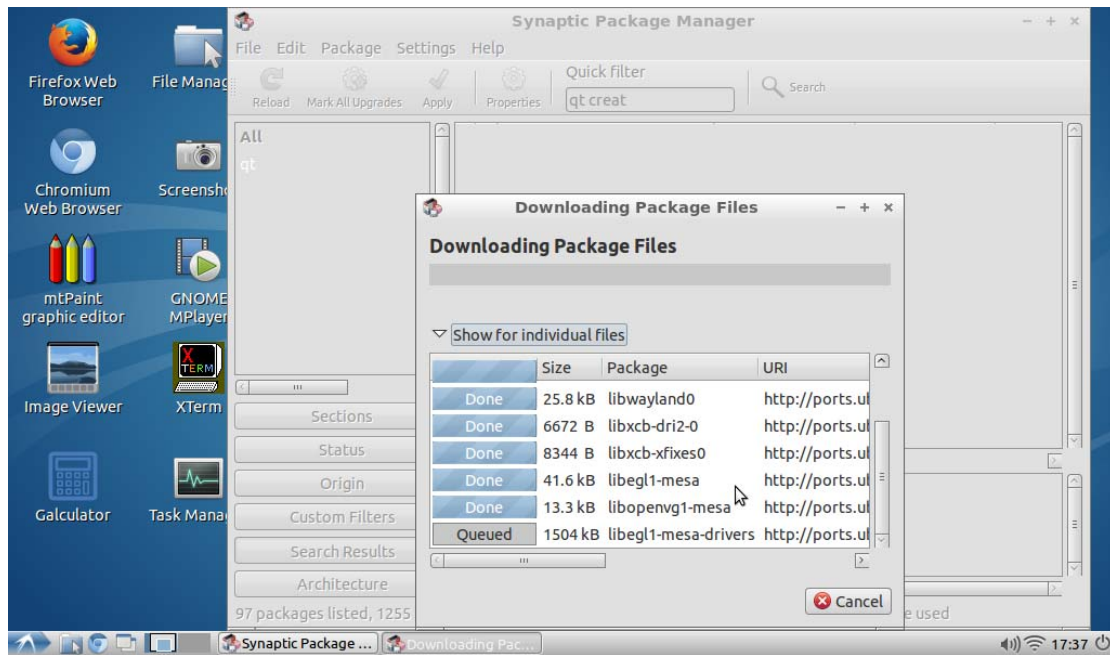 Synaptic Package Manager
File Edit Package Settings Help
Reload
Mark All Upgrades
Apply
Properties
Quick filter
qt creat
Search
All
qt
Sections
Status
Origin
Custom Filters
Search Results
Architecture
97 packages listed, 1255
e used
Downloading Package Files
Downloading Package Files
Show for individual files
Size Package URI
Done 25.8 kB libwayland0 http://ports.ul
Done 6672 B libxcb-dri2-0 http://ports.ul
Done 8344 B libxcb-xfixes0 http://ports.ul
Done 41.6 kB libegl1-mesa http://ports.ul
Done 13.3 kB libopenvg1-mesa http://ports.ul
Queued 1504 kB libegl1-mesa-drivers http://ports.ul
Cancel
Firefox Web
Browser
File Manag
Chromium
Web Browser
Screensh
mtPaint
graphic editor
GNOME
MPlayer
Image Viewer
X
TERM
XTerm
Galculator
Task Mana
Synaptic Package ...
Downloading Pac...
17:37